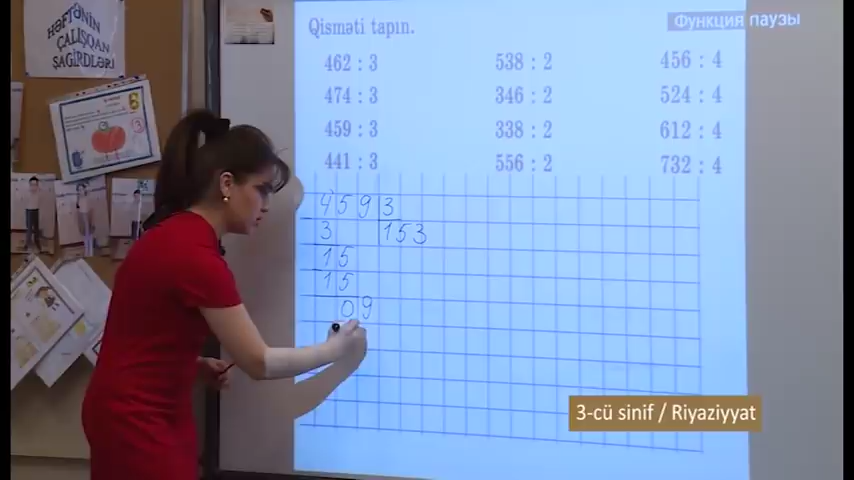 HƏFTƏNİN
ÇALIŞQAN
ŞAGİRDLƏRİ
Qisməti tapın.
Функция паузы
462 : 3
538 : 2
456 : 4
474 : 3
346 : 2
524 : 4
459 : 3
338 : 2
612 : 4
441 : 3
556 : 2
732 : 4
459 3
3 153
15
15
09
3-cü sinif / Riyaziyyat